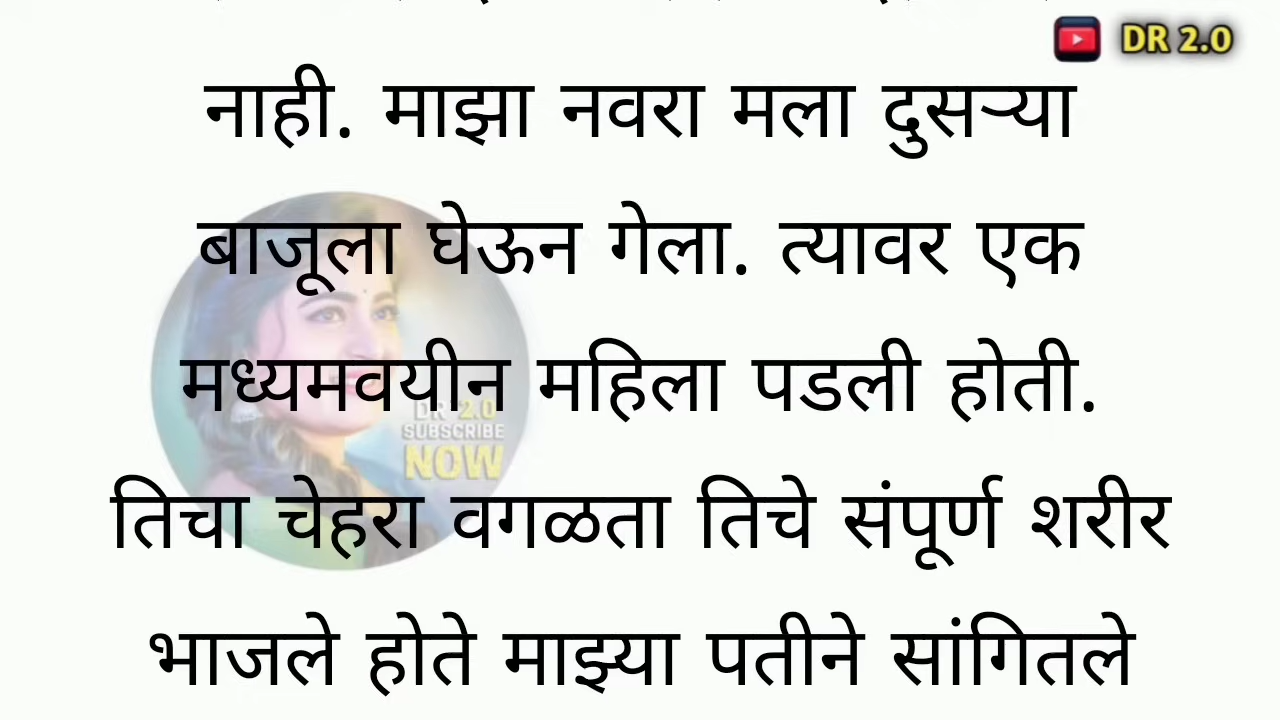 DR 2.0
नाही. माझा नवरा मला दुसऱ्या
बाजूला घेऊन गेला. त्यावर एक
मध्यमवयीन महिला पडली होती.
DR 2.0
SUBSCRIBE
NOW
तिचा चेहरा वगळता तिचे संपूर्ण शरीर
भाजले होते माझ्या पतीने सांगितले